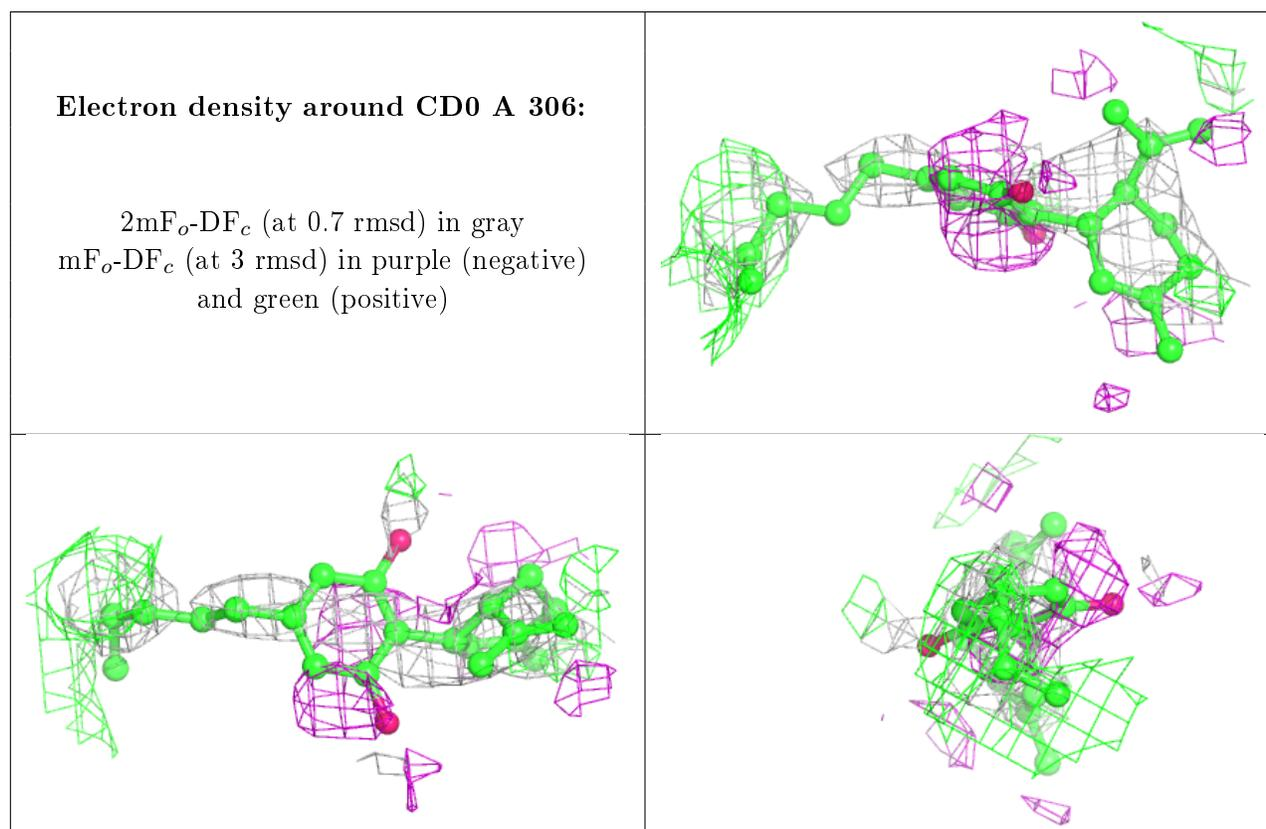 Electron density around CD0 A 306:
2mFo-DFc (at 0.7 rmsd) in gray
mFo-DFc (at 3 rmsd) in purple (negative)
and green (positive)